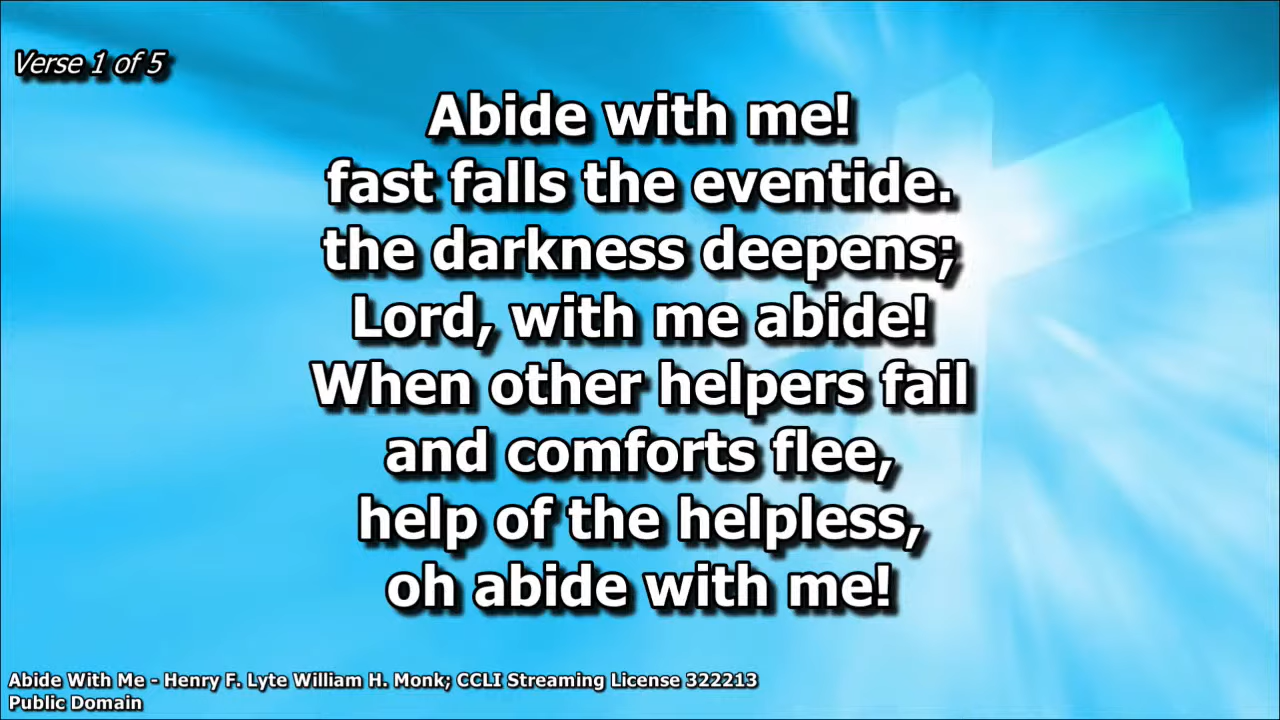 Verse 1 of 5
Abide with me!
fast falls the eventide.
the darkness deepens;
Lord, with me abide!
When other helpers fail
and comforts flee,
help of the helpless,
oh abide with me!
Abide With Me - Henry F. Lyte William H. Monk; CCLI Streaming License 322213
Public Domain